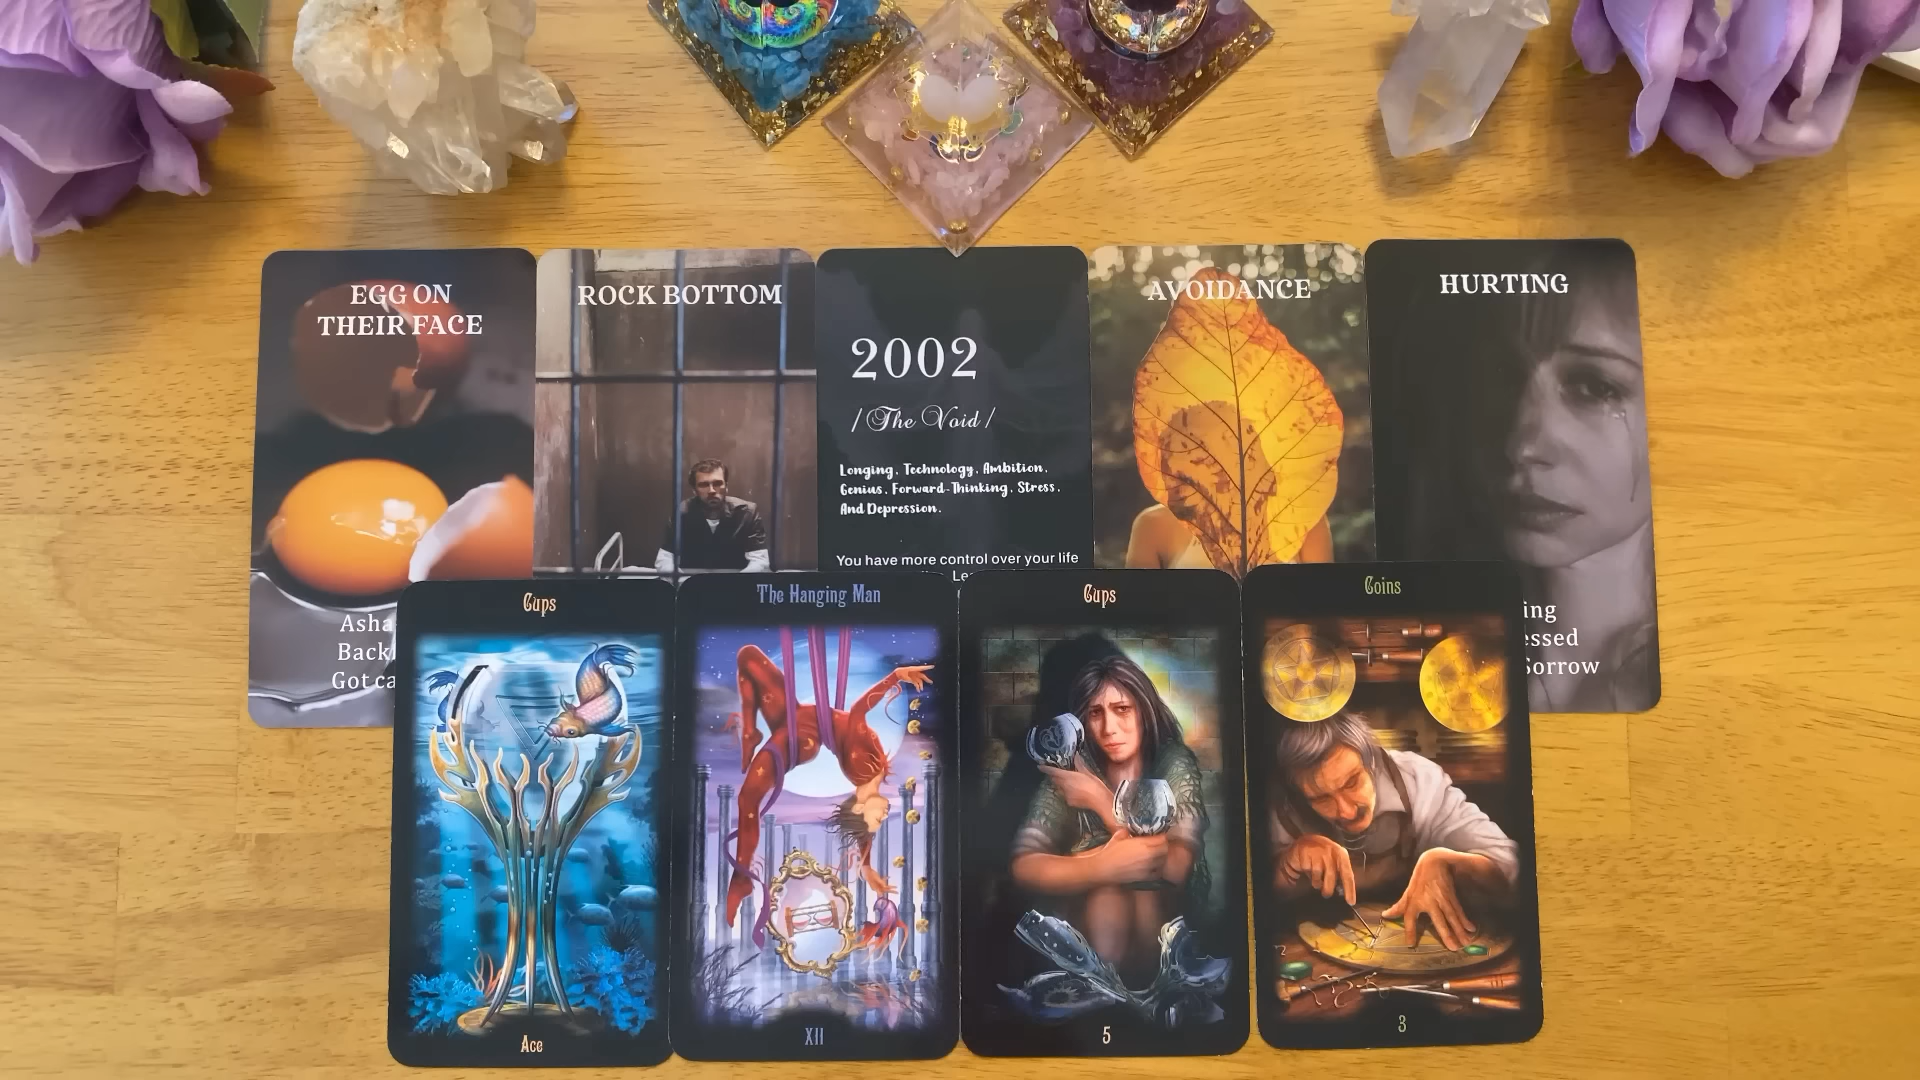 EGG ON
THEIR FACE
Asha
Back
Got ca
ROCK BOTTOM
2002
/The Void/
Longing, Technology, Ambition,
Genius, Forward-Thinking, Stress,
And Depression.
You have more control over your life
Le
AVOIDANCE
HURTING
ing
essed
Sorrow
Cups
Ace
The Hanging Man
XII
Cups
5
Coins
3